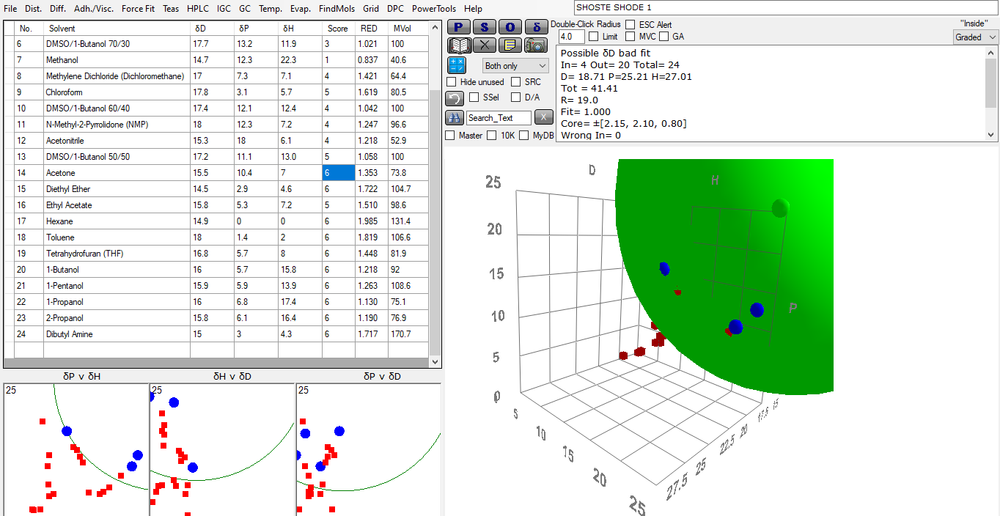 File Dist. Diff. Adh./Visc. Force Fit Teas HPLC IGC GC Temp. Evap. FindMols Grid DPC PowerTools Help
SHOSTE SHODE 1
No. Solvent δD δP δH Score RED MVol
6 DMSO/1-Butanol 70/30 17.7 13.2 11.9 3 1.021 100
7 Methanol 14.7 12.3 22.3 1 0.837 40.6
8 Methylene Dichloride (Dichloromethane) 17 7.3 7.1 4 1.421 64.4
9 Chloroform 17.8 3.1 5.7 5 1.619 80.5
10 DMSO/1-Butanol 60/40 17.4 12.1 12.4 4 1.042 100
11 N-Methyl-2-Pyrrolidone (NMP) 18 12.3 7.2 4 1.247 96.6
12 Acetonitrile 15.3 18 6.1 4 1.218 52.9
13 DMSO/1-Butanol 50/50 17.2 11.1 13.0 5 1.058 100
14 Acetone 15.5 10.4 7 6 1.353 73.8
15 Diethyl Ether 14.5 2.9 4.6 6 1.722 104.7
16 Ethyl Acetate 15.8 5.3 7.2 5 1.510 98.6
17 Hexane 14.9 0 0 6 1.985 131.4
18 Toluene 18 1.4 2 6 1.819 106.6
19 Tetrahydrofuran (THF) 16.8 5.7 8 6 1.448 81.9
20 1-Butanol 16 5.7 15.8 6 1.218 92
21 1-Pentanol 15.9 5.9 13.9 6 1.263 108.6
22 1-Propanol 16 6.8 17.4 6 1.130 75.1
23 2-Propanol 15.8 6.1 16.4 6 1.190 76.9
24 Dibutyl Amine 15 3 4.3 6 1.717 170.7
P S O δ
Double-Click Radius ESC Alert
4.0 Limit MVC GA
"Inside"
Graded
Both only
Hide unused SRC
SSel D/A
Search_Text X
Master 10K MyDB
Possible δD bad fit
In= 4 Out= 20 Total= 24
D= 18.71 P=25.21 H=27.01
Tot = 41.41
R= 19.0
Fit= 1.000
Core= ±[2.15, 2.10, 0.80]
Wrong In= 0
δP v δH δH v δD δP v δD
25 25 25
D H P
25
20
15
10
5
0
5
10
15
20
25
27.5 25 22.5 20 17.5 15